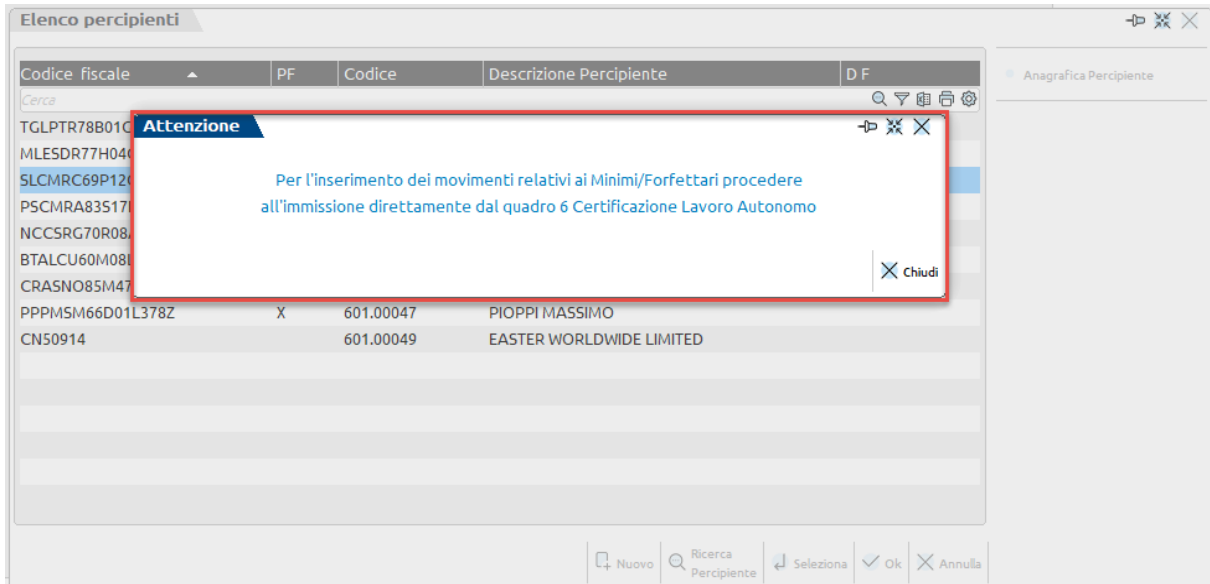 Elenco percipienti
Codice fiscale PF Codice Descrizione Percipiente D F
Anagrafica Percipiente
Cerca
Attenzione
Per l'inserimento dei movimenti relativi ai Minimi/Forfettari procedere
all'immissione direttamente dal quadro 6 Certificazione Lavoro Autonomo
Chiudi
TGLPTR78B01
MLESDR77H04
SLCMRC69P12
PSCMRA83S17
NCCSRG70R08
BTALCU60M08
CRASNO85M47
PPPMSM66D01L378Z X 601.00047 PIOPPI MASSIMO
CN50914 601.00049 EASTER WORLDWIDE LIMITED
Nuovo
Ricerca
Percipiente
Seleziona
Ok
Annulla